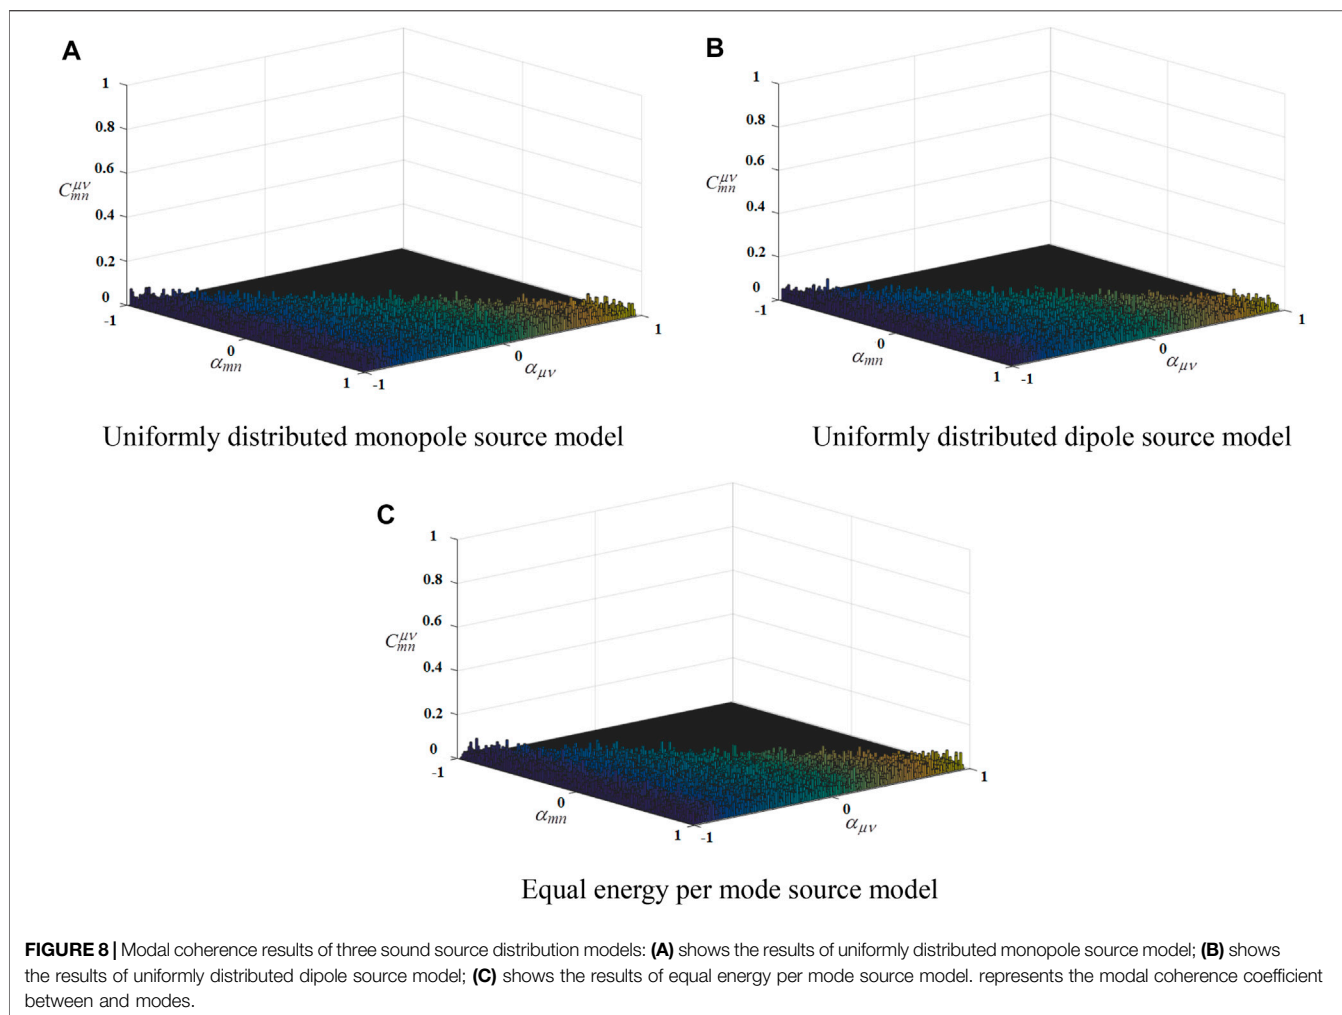 A
1
0.8
0.6
C_{mn}^{μν}
0.4
0.2
0
-1
0
α_{mn}
1
-1
0
α_{μν}
1
Uniformly distributed monopole source model
B
1
0.8
0.6
C_{mn}^{μν}
0.4
0.2
0
-1
0
α_{mn}
1
-1
0
α_{μν}
1
Uniformly distributed dipole source model
C
1
0.8
0.6
C_{mn}^{μν}
0.4
0.2
0
-1
0
α_{mn}
1
-1
0
α_{μν}
1
Equal energy per mode source model
FIGURE 8 | Modal coherence results of three sound source distribution models: (A) shows the results of uniformly distributed monopole source model; (B) shows
the results of uniformly distributed dipole source model; (C) shows the results of equal energy per mode source model. represents the modal coherence coefficient
between and modes.